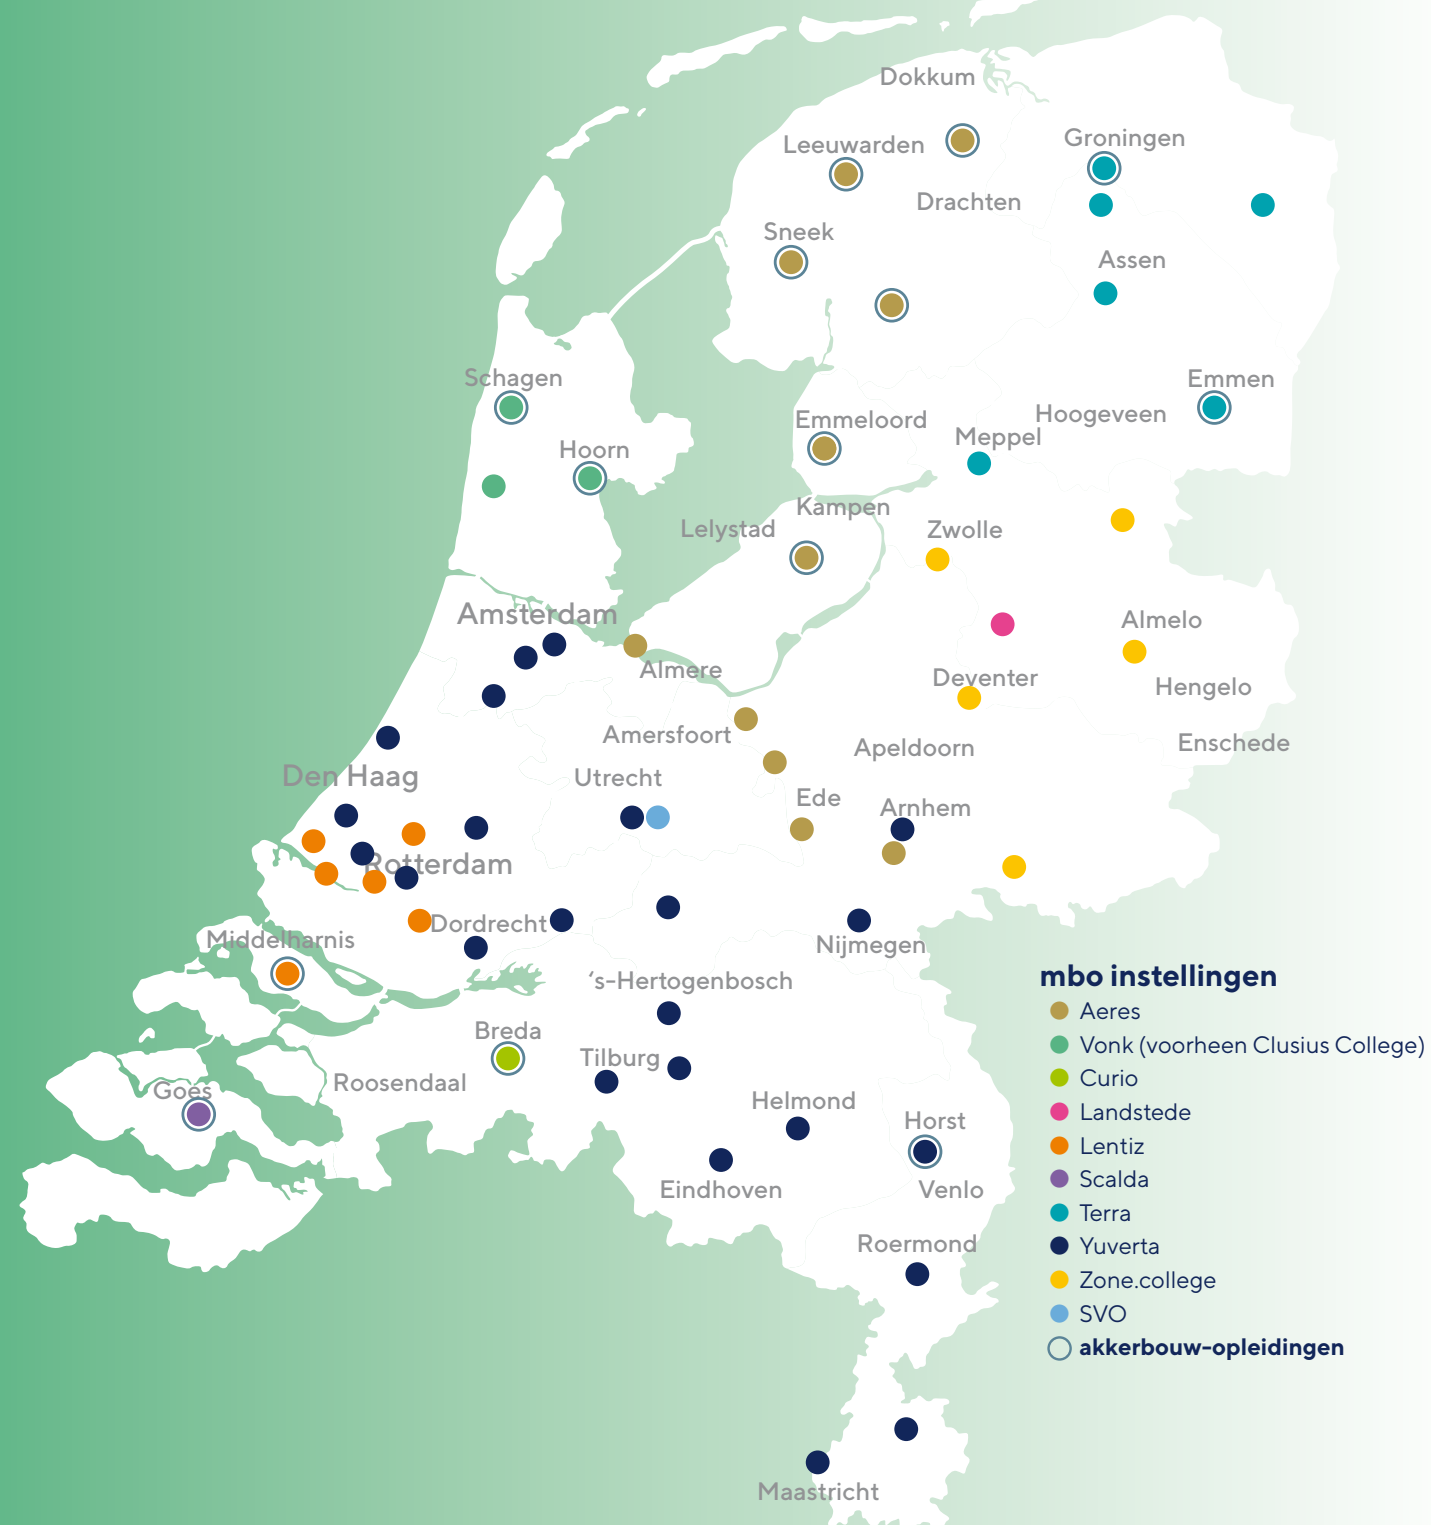 Dokkum
Groningen
Leeuwarden
Drachten
Sneek
Assen
Schagen
Emmen
Hoogeveen
Emmeloord
Meppel
Hoorn
Kampen
Lelystad
Zwolle
Amsterdam
Almelo
Almere
Deventer
Hengelo
Amersfoort
Enschede
Apeldoorn
Den Haag
Utrecht
Ede
Arnhem
Rotterdam
Dordrecht
Middelharnis
Nijmegen
's-Hertogenbosch
Breda
Tilburg
Roosendaal
Goes
Helmond
Horst
Eindhoven
Venlo
Roermond
Maastricht
mbo instellingen
Aeres
Vonk (voorheen Clusius College)
Curio
Landstede
Lentiz
Scalda
Terra
Yuverta
Zone.college
SVO
akkerbouw-opleidingen